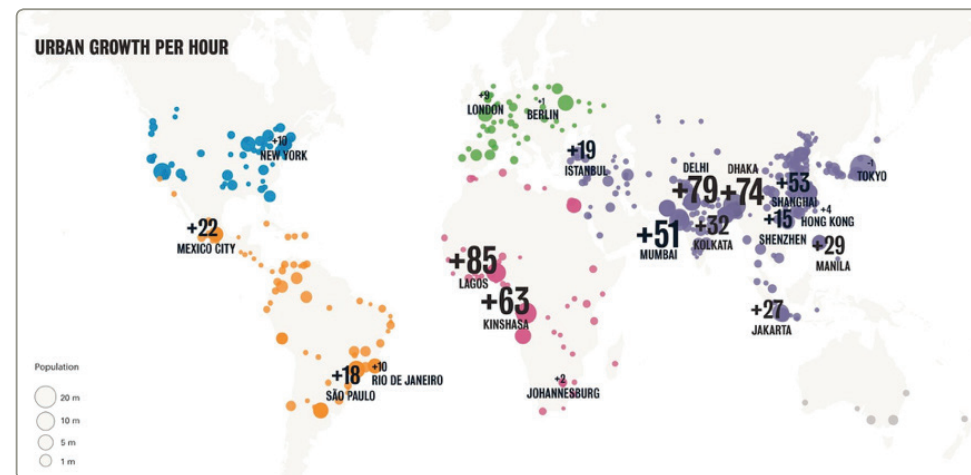 URBAN GROWTH PER HOUR
+9
LONDON
-1
BERLIN
+10
NEW YORK
+19
ISTANBUL
DELHI
+79
DHAKA
+74
+53
SHANGHAI
-1
TOKYO
+22
MEXICO CITY
+51
MUMBAI
+32
KOLKATA
+15
SHENZHEN
+4
HONG KONG
+29
MANILA
+85
LAGOS
+63
KINSHASA
+27
JAKARTA
+18
SÃO PAULO
+10
RIO DE JANEIRO
+2
JOHANNESBURG
Population
20 m
10 m
5 m
1 m